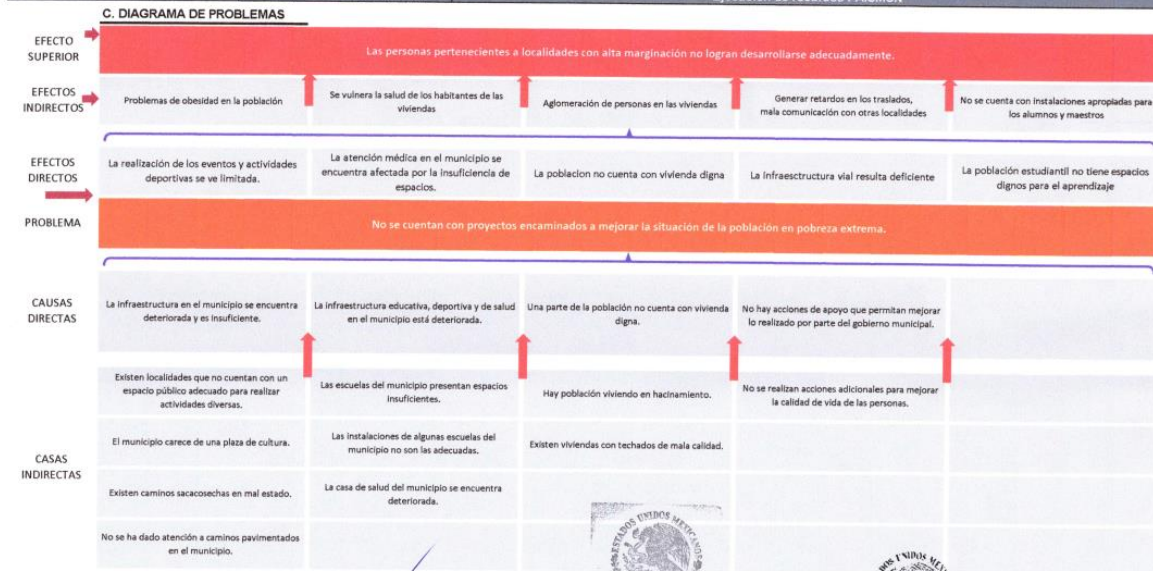 C. DIAGRAMA DE PROBLEMAS
EFECTO
SUPERIOR
Las personas pertenecientes a localidades con alta marginación no logran desarrollarse adecuadamente.
EFECTOS
INDIRECTOS
Problemas de obesidad en la población
Se vulnera la salud de los habitantes de las
viviendas
Aglomeración de personas en las viviendas
Generar retardos en los traslados,
mala comunicación con otras localidades
No se cuenta con instalaciones apropiadas para
los alumnos y maestros
EFECTOS
DIRECTOS
La realización de los eventos y actividades
deportivas se ve limitada.
La atención médica en el municipio se
encuentra afectada por la insuficiencia de
espacios.
La poblacion no cuenta con vivienda digna
La infraesctructura vial resulta deficiente
La población estudiantil no tiene espacios
dignos para el aprendizaje
PROBLEMA
No se cuentan con proyectos encaminados a mejorar la situación de la población en pobreza extrema.
CAUSAS
DIRECTAS
La infraestructura en el municipio se encuentra
deteriorada y es insuficiente.
La infraestructura educativa, deportiva y de salud
en el municipio está deteriorada.
Una parte de la población no cuenta con vivienda
digna.
No hay acciones de apoyo que permitan mejorar
lo realizado por parte del gobierno municipal.
Existen localidades que no cuentan con un
espacio público adecuado para realizar
actividades diversas.
Las escuelas del municipio presentan espacios
insuficientes.
Hay población viviendo en hacinamiento.
No se realizan acciones adicionales para mejorar
la calidad de vida de las personas.
CASAS
INDIRECTAS
El municipio carece de una plaza de cultura.
Las instalaciones de algunas escuelas del
municipio no son las adecuadas.
Existen viviendas con techados de mala calidad.
Existen caminos sacacosechas en mal estado.
La casa de salud del municipio se encuentra
deteriorada.
No se ha dado atención a caminos pavimentados
en el municipio.
ESTADOS UNIDOS MEXICANOS
UNIDOS